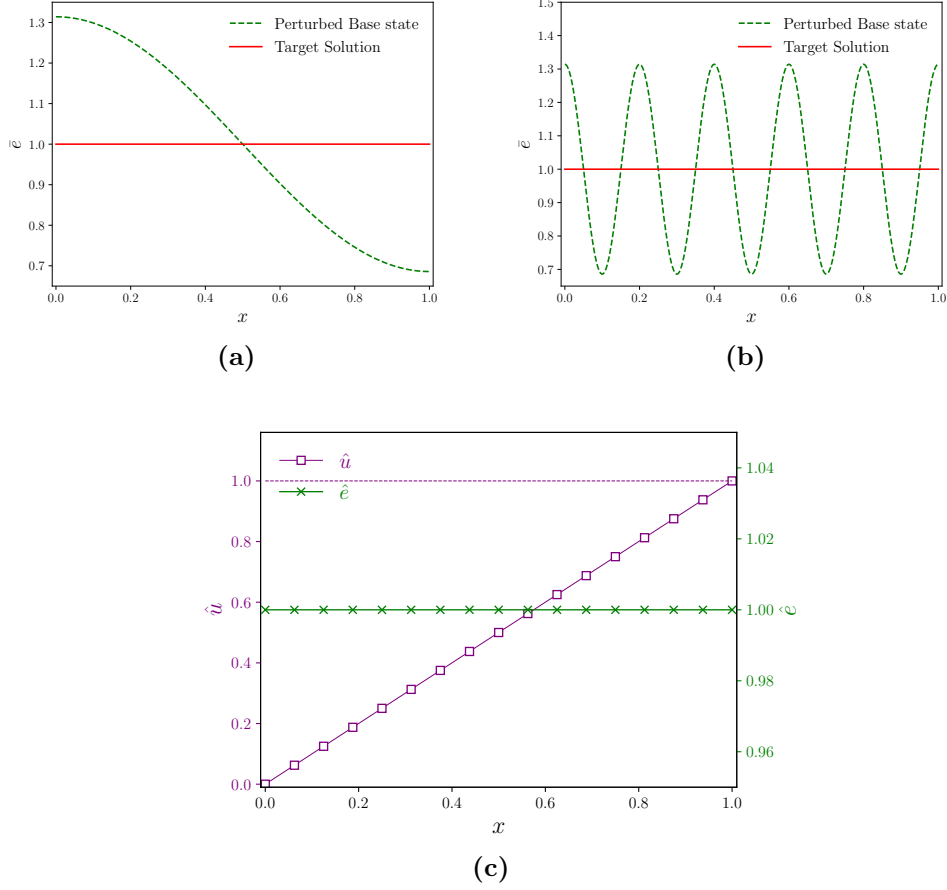 1.3
1.2
1.1
1.0
0.9
0.8
0.7
ē
Perturbed Base state
Target Solution
0.0 0.2 0.4 0.6 0.8 1.0
x
(a)
1.5
1.4
1.3
1.2
1.1
1.0
0.9
0.8
0.7
ē
Perturbed Base state
Target Solution
0.0 0.2 0.4 0.6 0.8 1.0
x
(b)
1.0
0.8
0.6
0.4
0.2
0.0
û
û
ê
1.04
1.02
1.00
0.98
0.96
ê
0.0 0.2 0.4 0.6 0.8 1.0
x
(c)